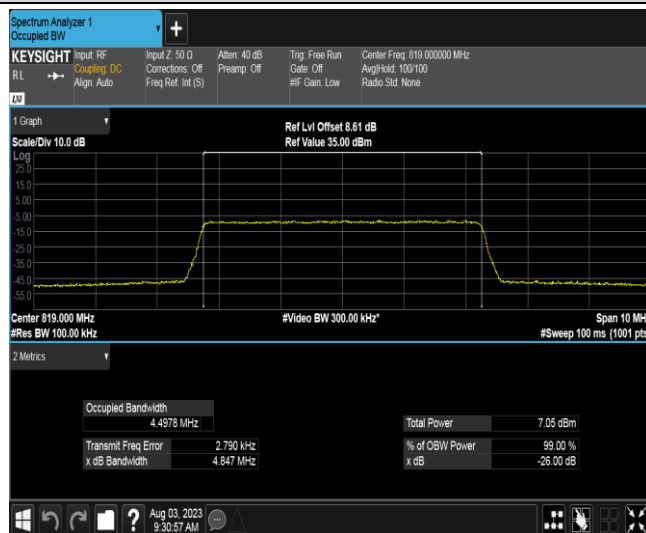 Spectrum Analyzer 1
Occupied BW
+
KEYSIGHT
RL
LXI
Input: RF
Coupling: DC
Align: Auto
Input Z: 50 Ω
Corrections: Off
Freq Ref: Int (S)
Atten: 40 dB
Preamp: Off
Trig: Free Run
Gate: Off
#IF Gain: Low
Center Freq: 819.000000 MHz
Avg|Hold: 100/100
Radio Std: None
1 Graph
Scale/Div 10.0 dB
Ref Lvl Offset 8.61 dB
Ref Value 35.00 dBm
Log
25.0
15.0
5.00
-5.00
-15.0
-25.0
-35.0
-45.0
-55.0
Center 819.000 MHz
#Res BW 100.00 kHz
#Video BW 300.00 kHz*
Span 10 MH
#Sweep 100 ms (1001 pts
2 Metrics
Occupied Bandwidth
4.4978 MHz
Transmit Freq Error 2.790 kHz
x dB Bandwidth 4.847 MHz
Total Power 7.05 dBm
% of OBW Power 99.00 %
x dB -26.00 dB
?
Aug 03, 2023
9:30:57 AM